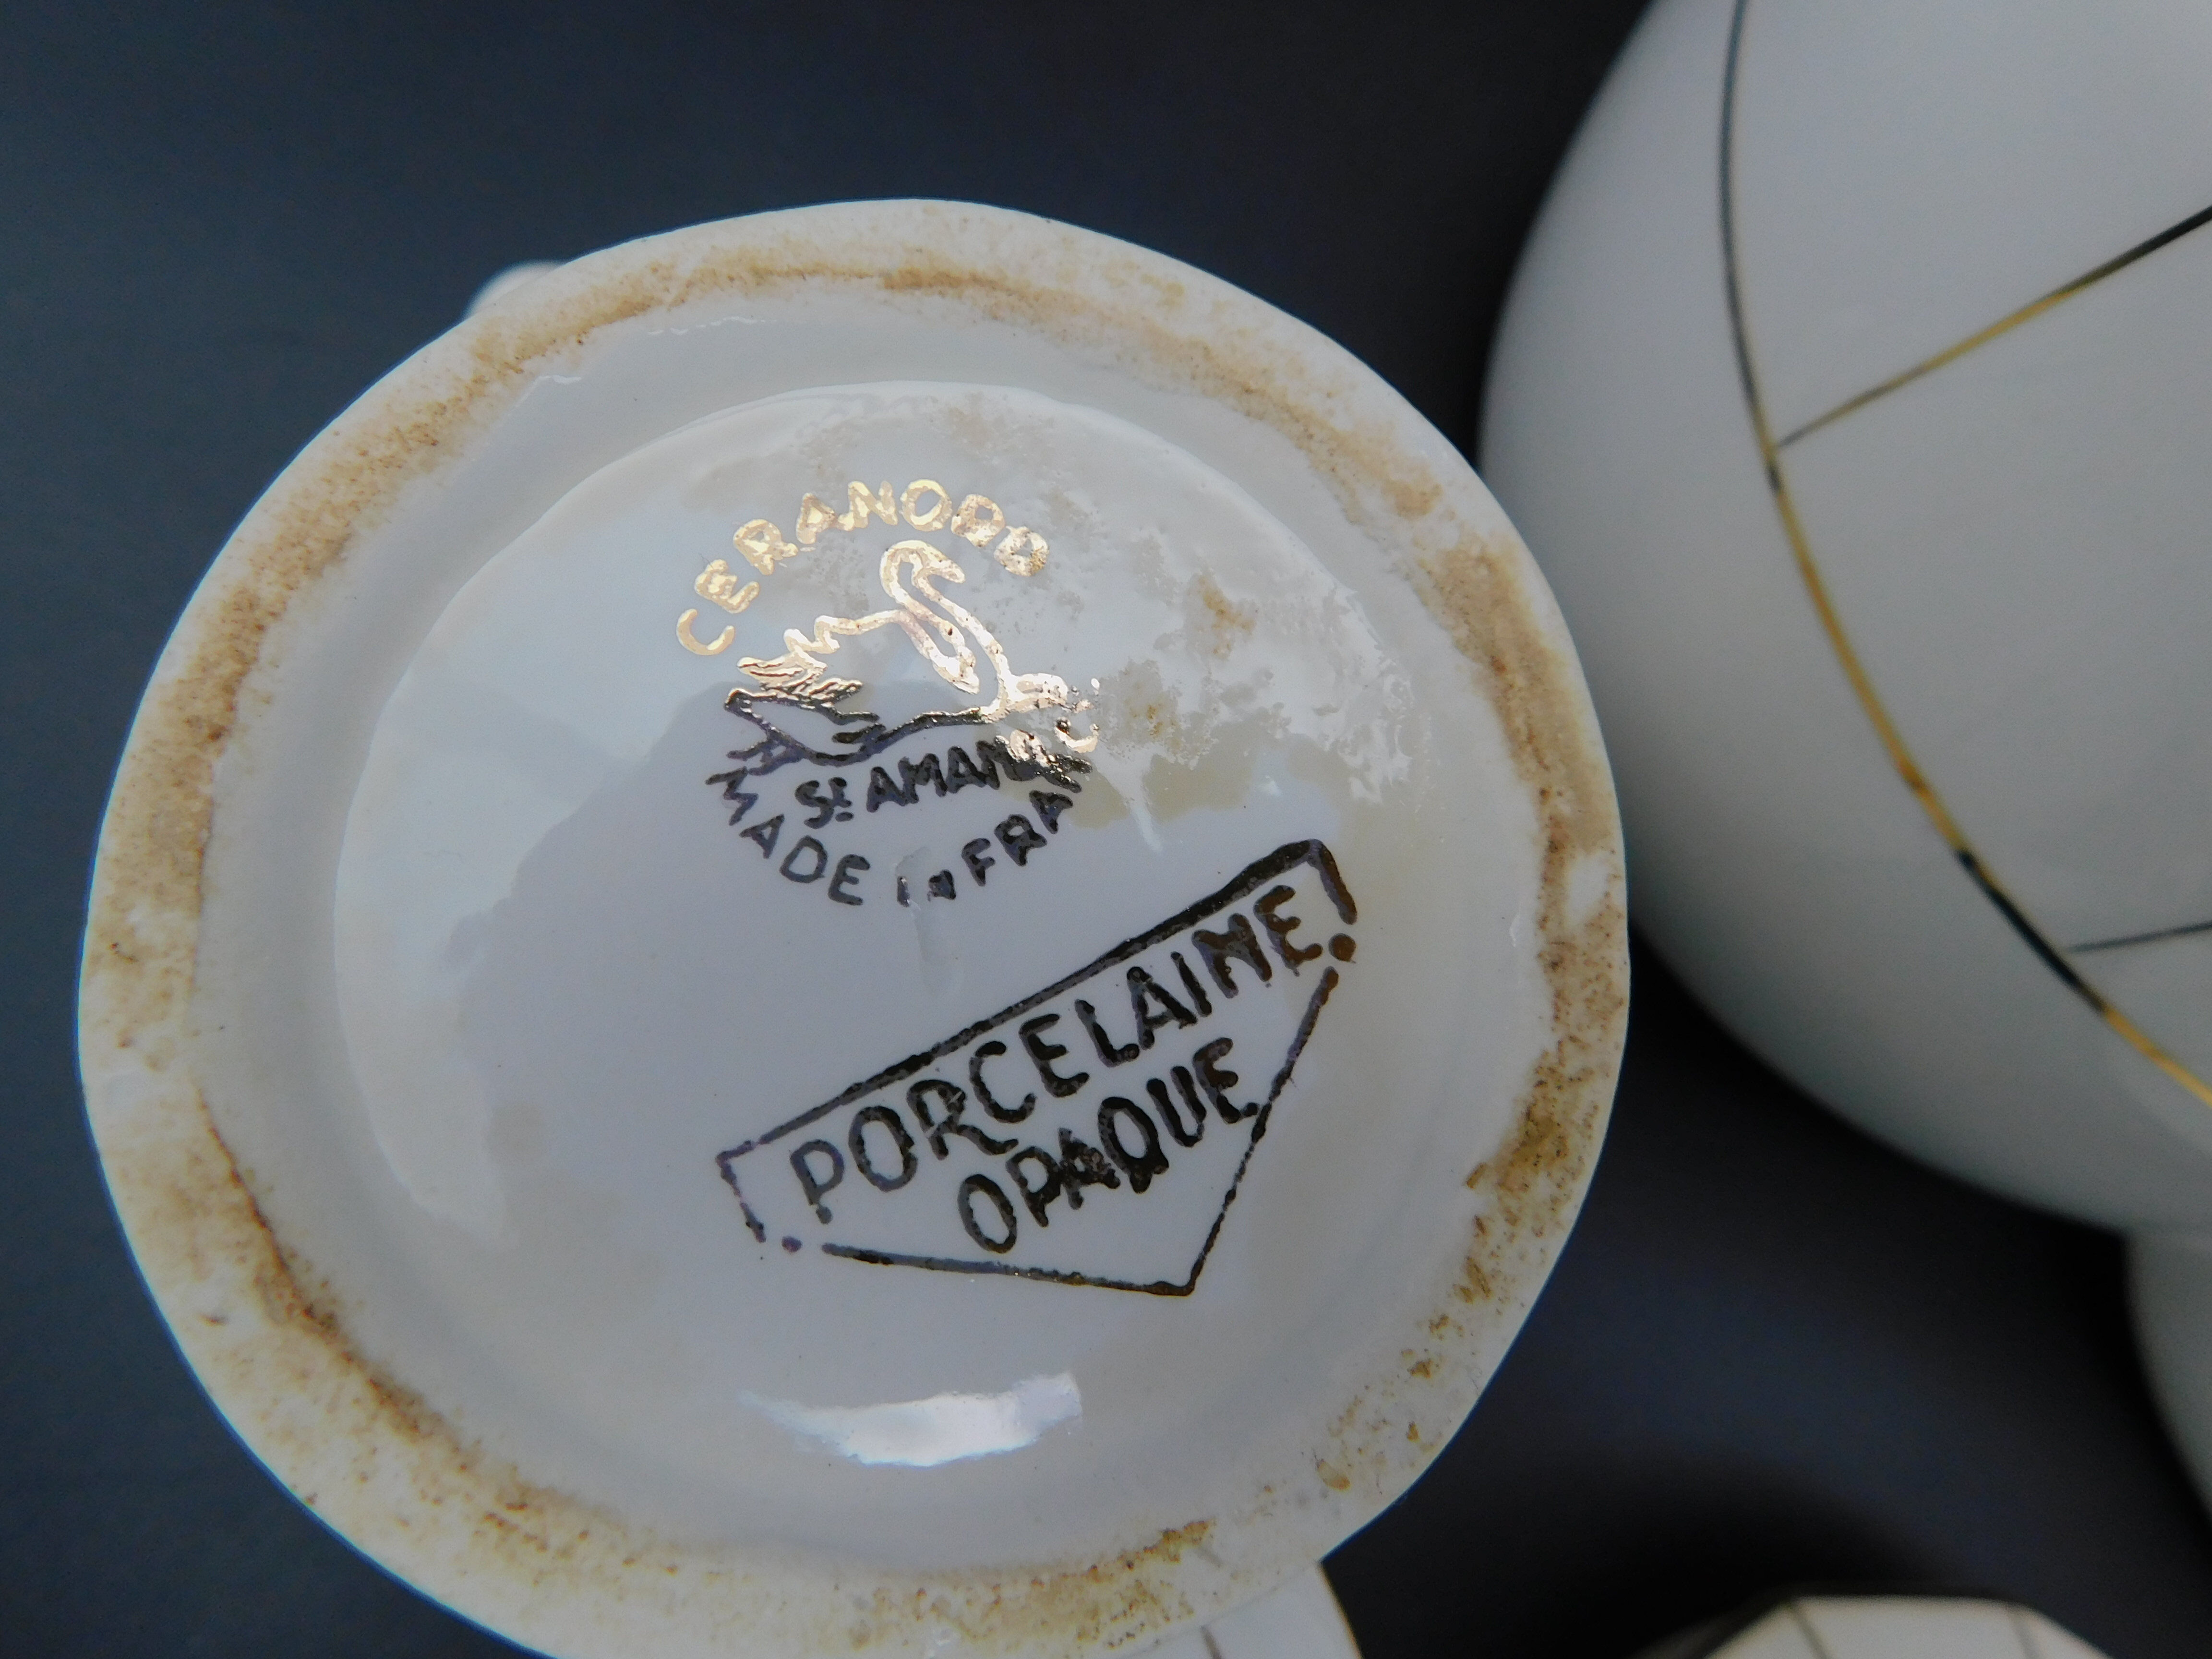 CERANORD
St AMAND
MADE IN FRA
PORCELAINE
OPAQUE